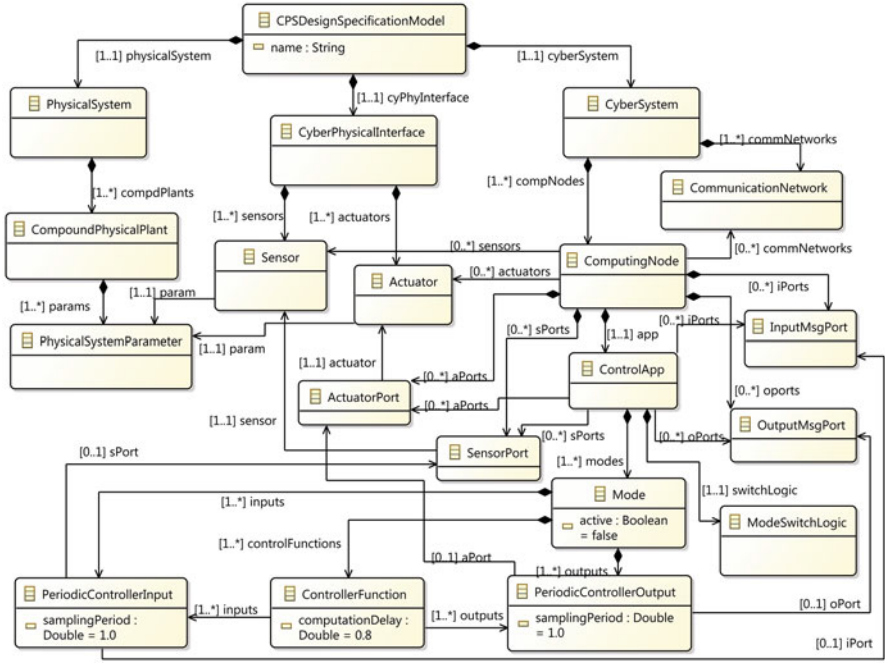 CPSDesignSpecificationModel
name : String
[1..1] physicalSystem
[1..1] cyberSystem
[1..1] cyPhyInterface
PhysicalSystem
CyberPhysicalInterface
CyberSystem
[1..*] commNetworks
[1..*] compdPlants
[1..*] compNodes
CommunicationNetwork
[1..*] sensors
[1..*] actuators
CompoundPhysicalPlant
Sensor
[0..*] sensors
ComputingNode
[0..*] commNetworks
Actuator
[0..*] actuators
[0..*] iPorts
[1..*] params
[1..1] param
[0..*] sPorts
[0..*] iPorts
[1..1] app
InputMsgPort
PhysicalSystemParameter
[1..1] param
[1..1] actuator
ControlApp
[0..*] aPorts
[0..*] oports
ActuatorPort
[0..*] aPorts
[1..1] sensor
OutputMsgPort
[0..*] sPorts
[0..*] oPorts
[0..1] sPort
SensorPort
[1..*] modes
[1..1] switchLogic
[1..*] inputs
Mode
active : Boolean
= false
ModeSwitchLogic
[1..*] controlFunctions
[0..1] aPort
[1..*] outputs
PeriodicControllerInput
samplingPeriod :
Double = 1.0
[1..*] inputs
ControllerFunction
computationDelay :
Double = 0.8
[1..*] outputs
PeriodicControllerOutput
samplingPeriod : Double
= 1.0
[0..1] oPort
[0..1] iPort